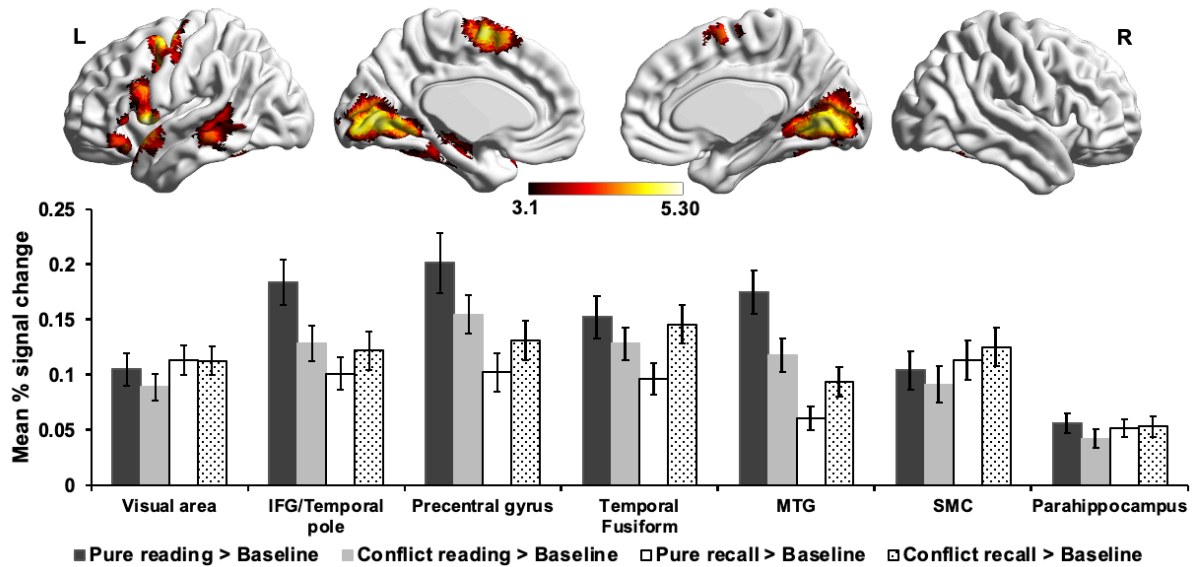 L
R
3.1 5.30
Mean % signal change
0.25
0.2
0.15
0.1
0.05
0
Visual area
IFG/Temporal
pole
Precentral gyrus
Temporal
Fusiform
MTG
SMC
Parahippocampus
Pure reading > Baseline Conflict reading > Baseline Pure recall > Baseline Conflict recall > Baseline